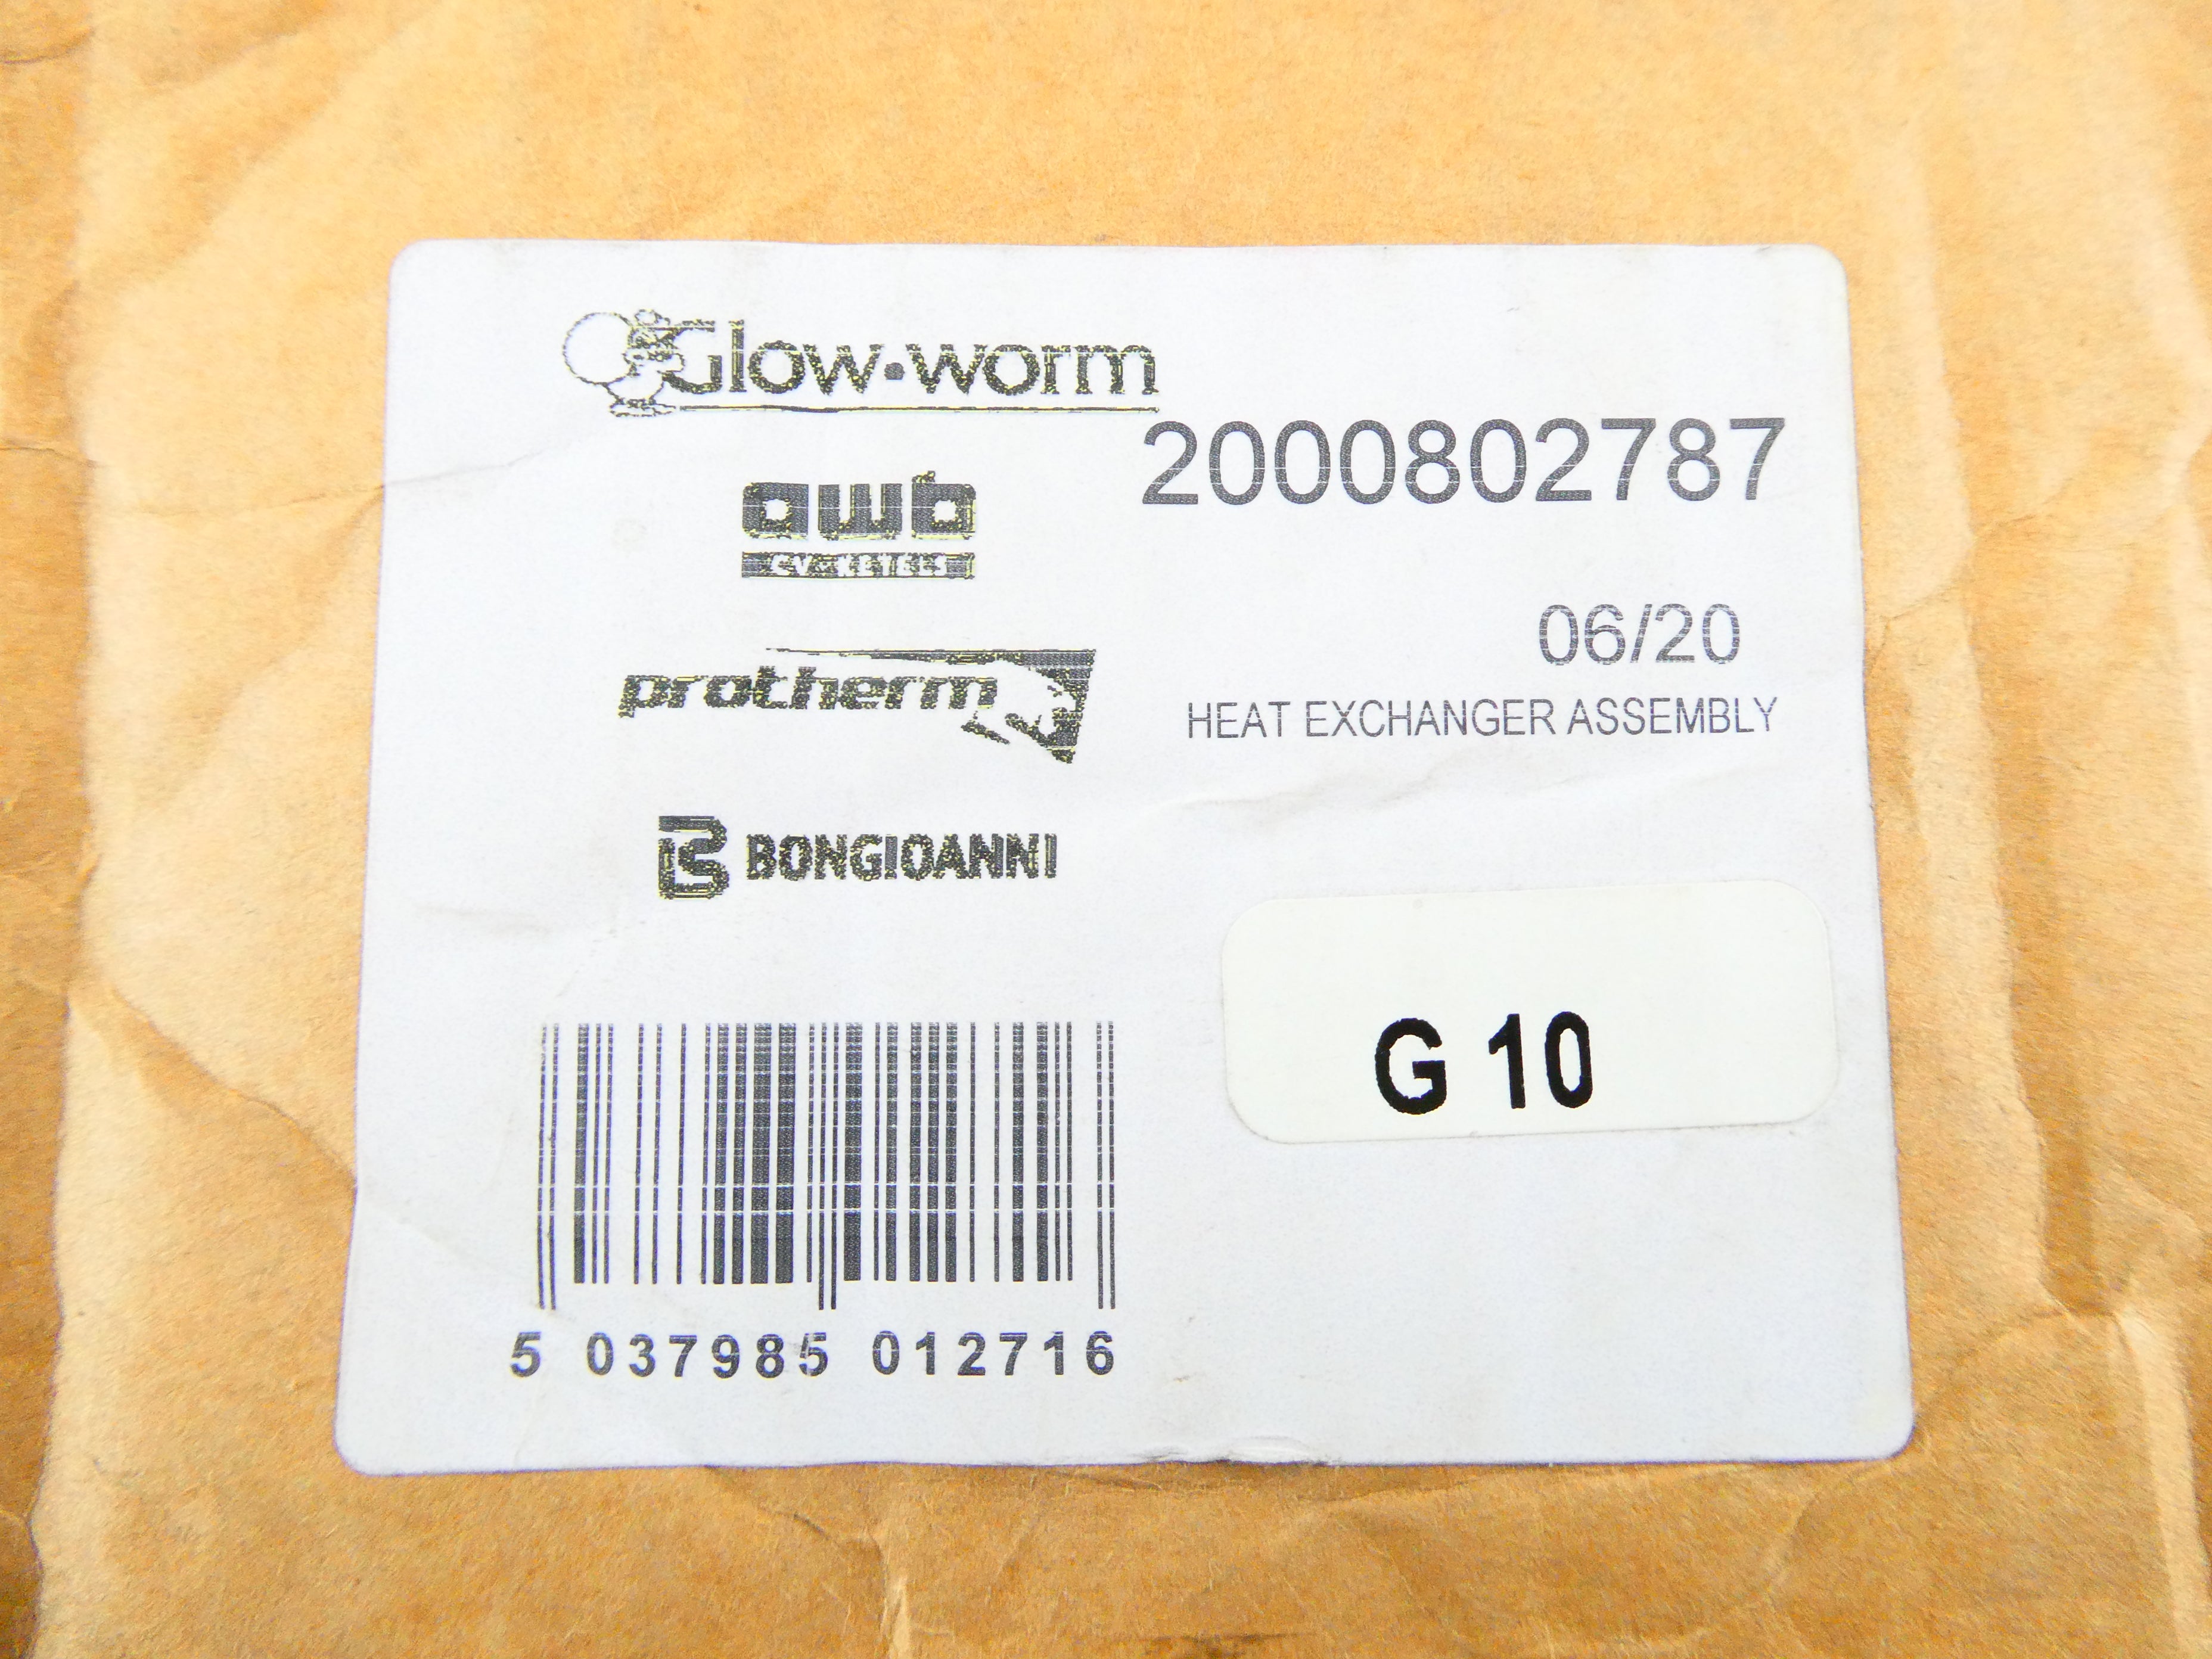 Glow·worm
2000802787
awb
CV-KETELS
06/20
protherm
HEAT EXCHANGER ASSEMBLY
BONGIOANNI
G 10
5 037985 012716